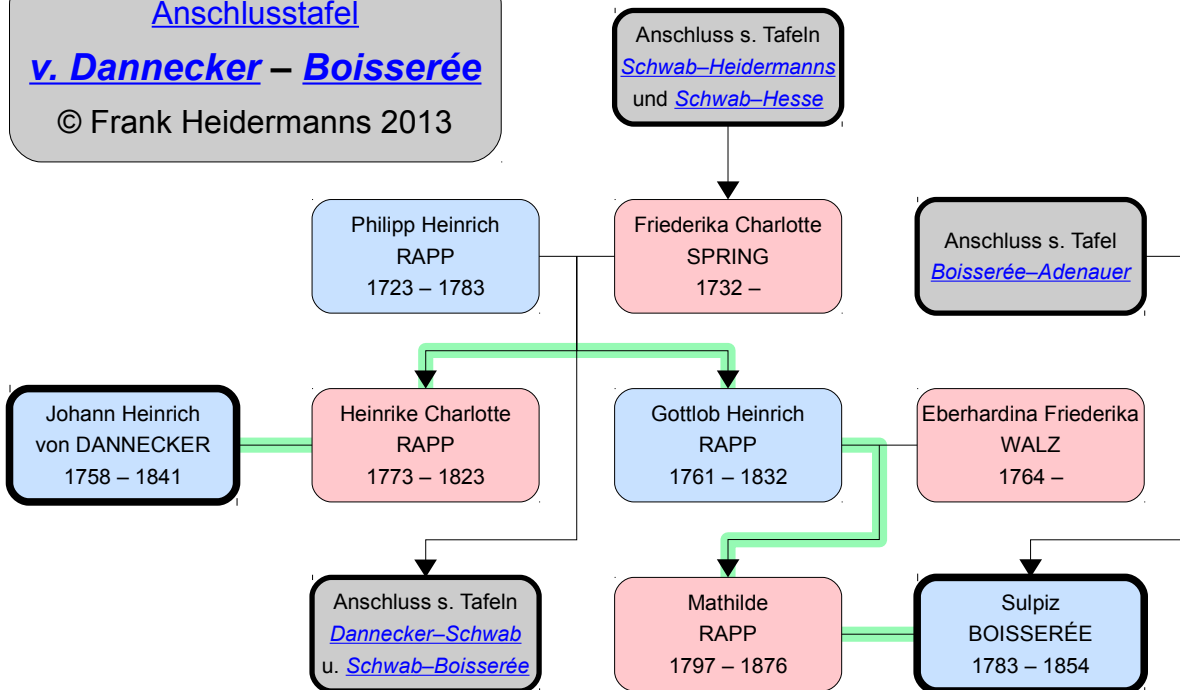 Anschlusstafel
v. Dannecker – Boisserée
© Frank Heidermanns 2013
Anschluss s. Tafeln
Schwab–Heidermanns
und Schwab–Hesse
Philipp Heinrich
RAPP
1723 – 1783
Friederika Charlotte
SPRING
1732 –
Anschluss s. Tafel
Boisserée–Adenauer
Johann Heinrich
von DANNECKER
1758 – 1841
Heinrike Charlotte
RAPP
1773 – 1823
Gottlob Heinrich
RAPP
1761 – 1832
Eberhardina Friederika
WALZ
1764 –
Anschluss s. Tafeln
Dannecker–Schwab
u. Schwab–Boisserée
Mathilde
RAPP
1797 – 1876
Sulpiz
BOISSERÉE
1783 – 1854